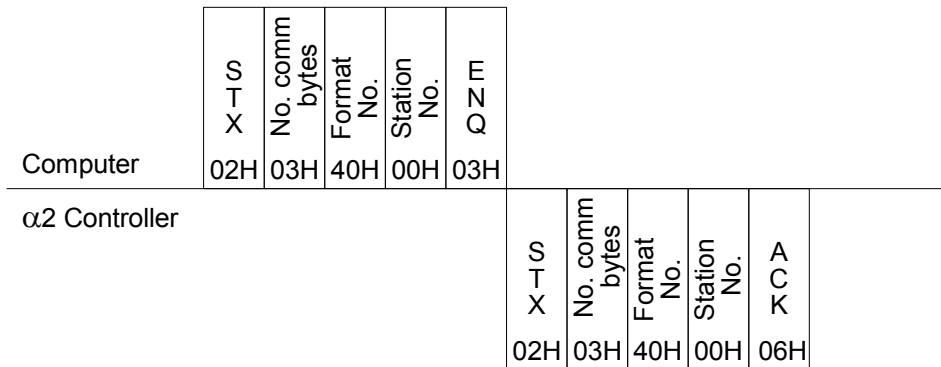 STX
No. comm bytes
Format No.
Station No.
ENQ
Computer
02H 03H 40H 00H 03H
α2 Controller
STX
No. comm bytes
Format No.
Station No.
ACK
02H 03H 40H 00H 06H